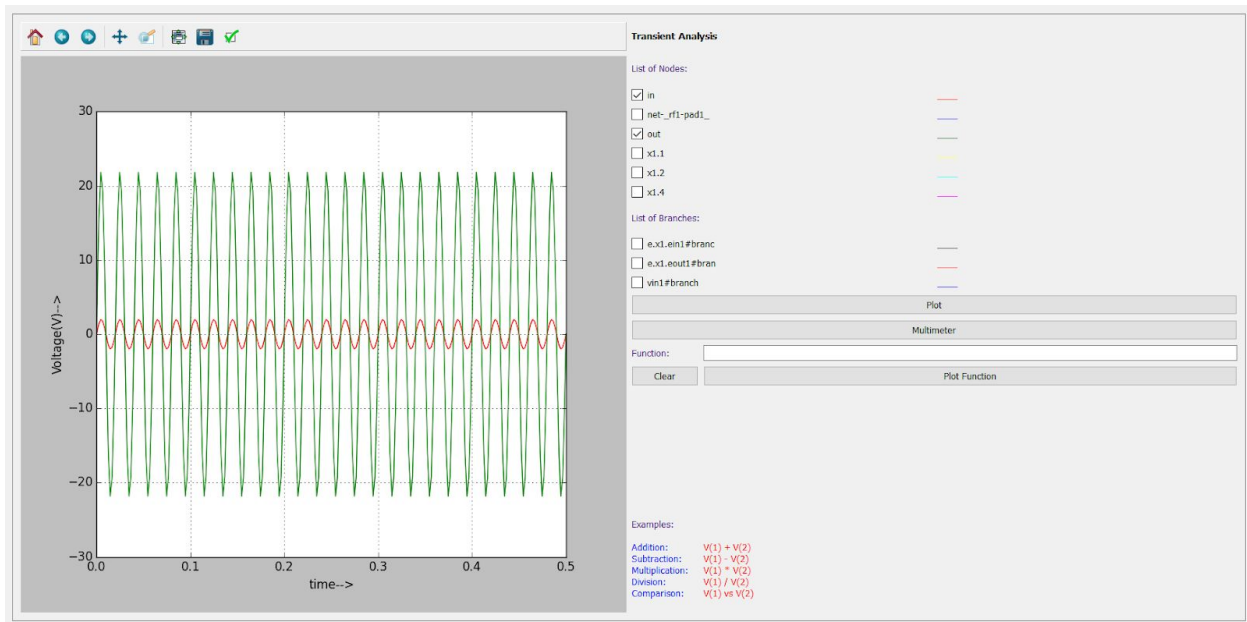 Transient Analysis
List of Nodes:
in
net-_rf1-pad1_
out
x1.1
x1.2
x1.4
List of Branches:
e.x1.ein1#branc
e.x1.eout1#bran
vin1#branch
Plot
Multimeter
Function:
Clear Plot Function
Examples:
Addition: V(1) + V(2)
Subtraction: V(1) - V(2)
Multiplication: V(1) * V(2)
Division: V(1) / V(2)
Comparison: V(1) vs V(2)
30
20
10
0
−10
−20
−30
Voltage(V)-->
0.0 0.1 0.2 0.3 0.4 0.5
time-->